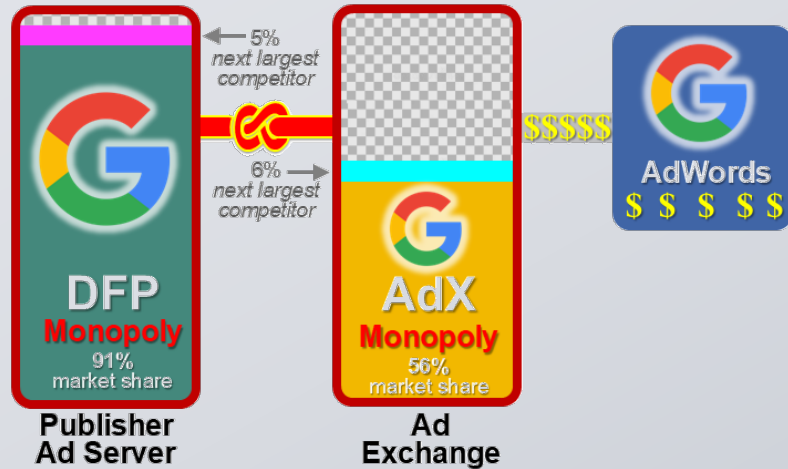 5%
next largest
competitor
6%
next largest
competitor
$$$$$
AdWords
$ $ $ $ $
DFP
Monopoly
91%
market share
AdX
Monopoly
56%
market share
Publisher
Ad Server
Ad
Exchange